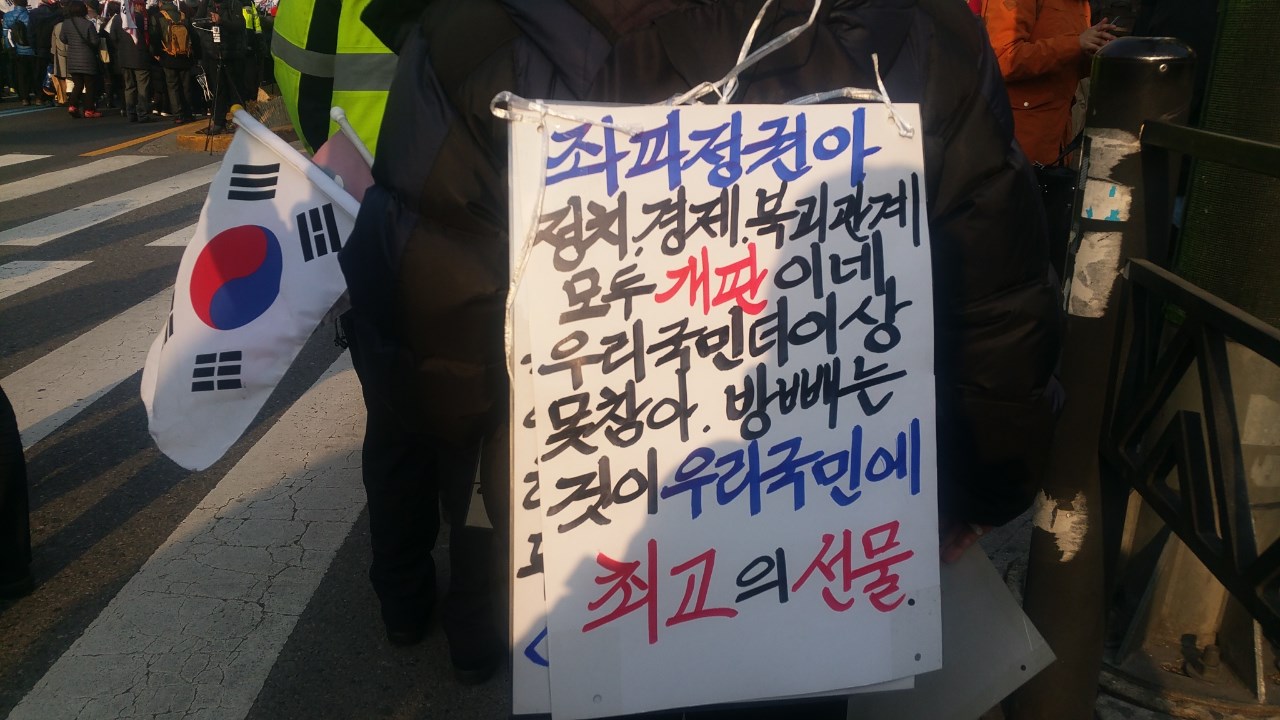 좌파정권아
정치.경제.북괴관계
모두 개판이네
우리국민더이상
못참아. 방빼는
것이우리국민에
최고의선물.